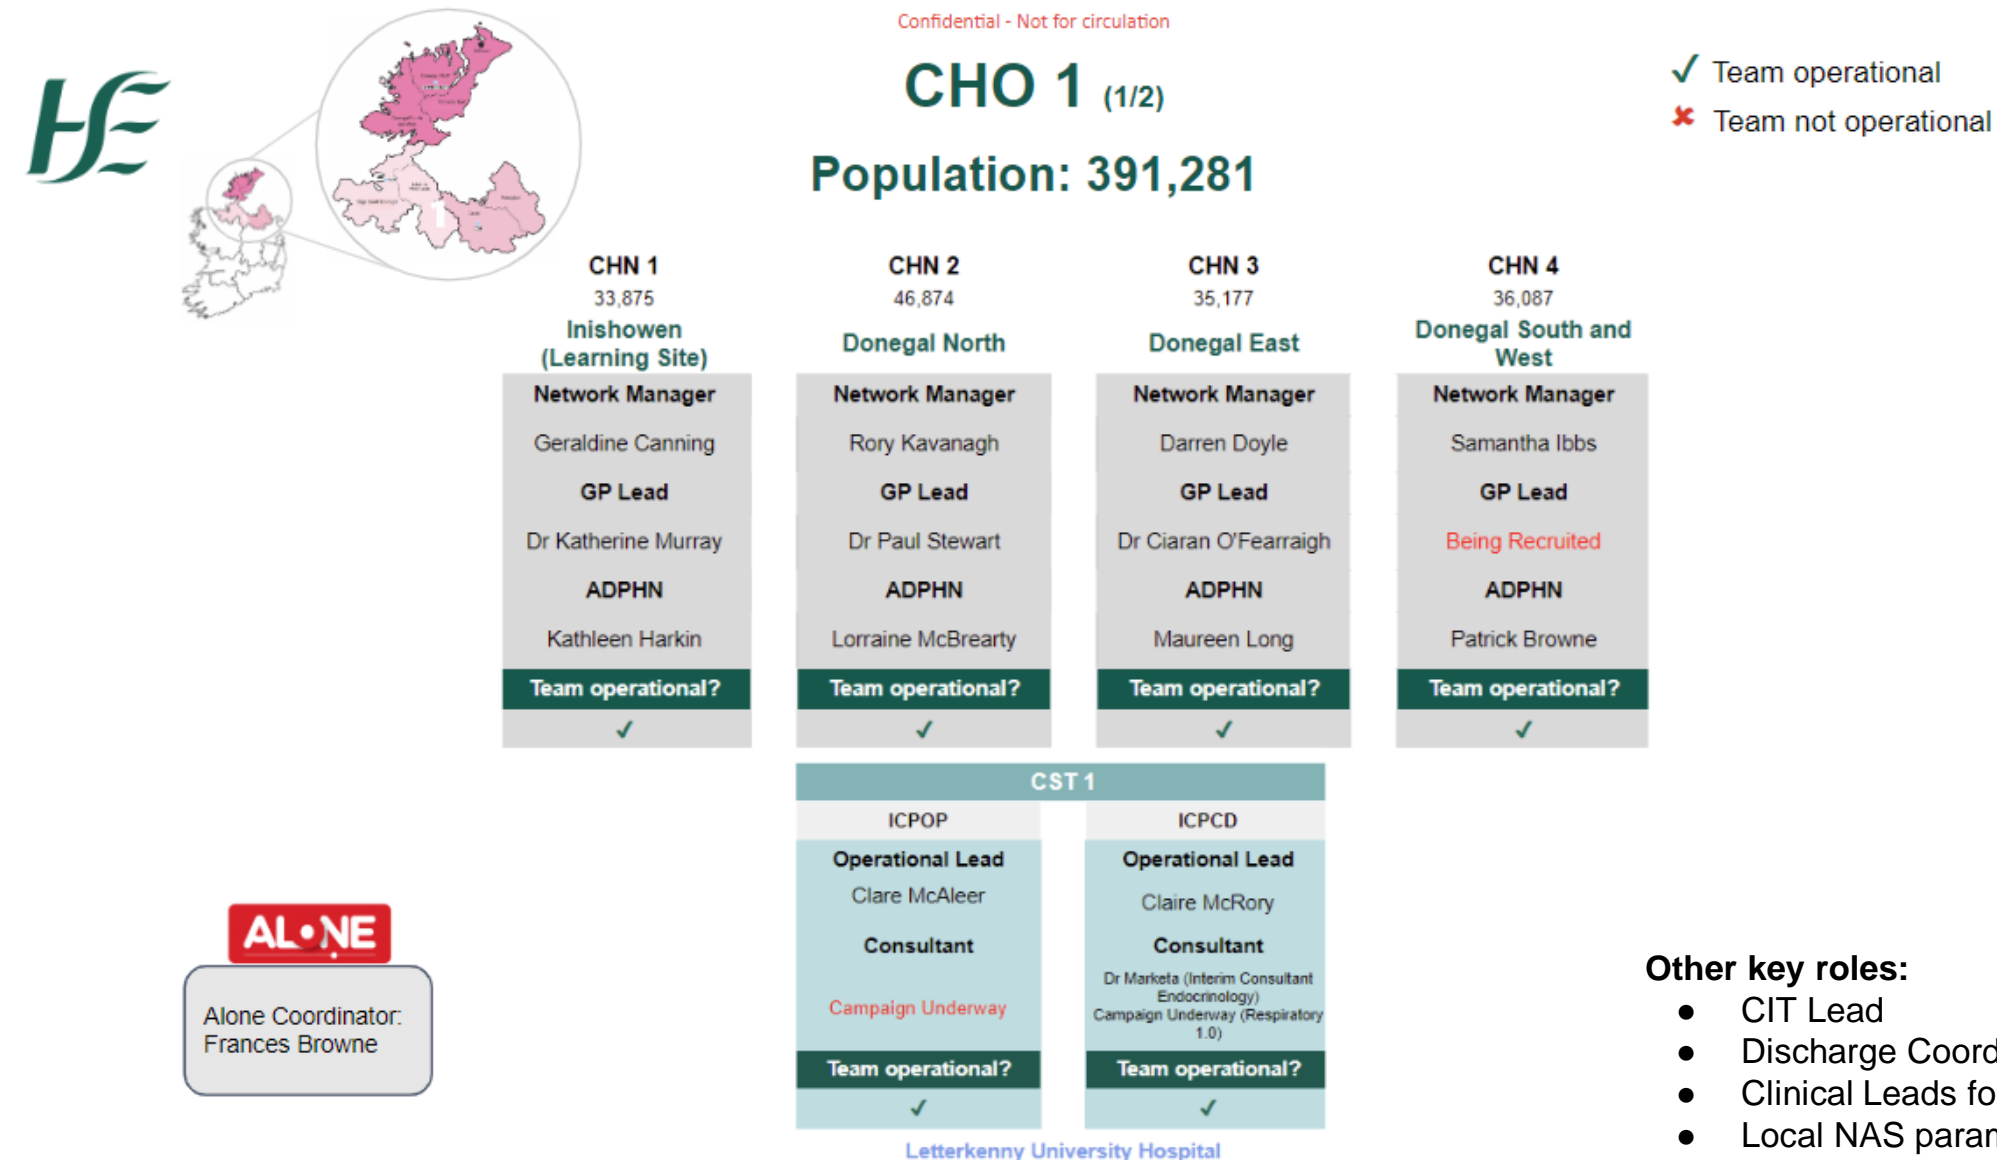 Confidential - Not for circulation
HSE
CHO 1 (1/2)
Population: 391,281
✓ Team operational
✖ Team not operational
1
CHN 1
33,875
Inishowen
(Learning Site)
Network Manager
Geraldine Canning
GP Lead
Dr Katherine Murray
ADPHN
Kathleen Harkin
Team operational?
✓
CHN 2
46,874
Donegal North
Network Manager
Rory Kavanagh
GP Lead
Dr Paul Stewart
ADPHN
Lorraine McBrearty
Team operational?
✓
CHN 3
35,177
Donegal East
Network Manager
Darren Doyle
GP Lead
Dr Ciaran O'Fearraigh
ADPHN
Maureen Long
Team operational?
✓
CHN 4
36,087
Donegal South and
West
Network Manager
Samantha Ibbs
GP Lead
Being Recruited
ADPHN
Patrick Browne
Team operational?
✓
CST 1
ICPOP
Operational Lead
Clare McAleer
Consultant
Campaign Underway
Team operational?
✓
ICPCD
Operational Lead
Claire McRory
Consultant
Dr Marketa (Interim Consultant
Endocrinology)
Campaign Underway (Respiratory
1.0)
Team operational?
✓
Letterkenny University Hospital
ALONE
Alone Coordinator:
Frances Browne
Other key roles:
● CIT Lead
● Discharge Coord
● Clinical Leads fo
● Local NAS paran